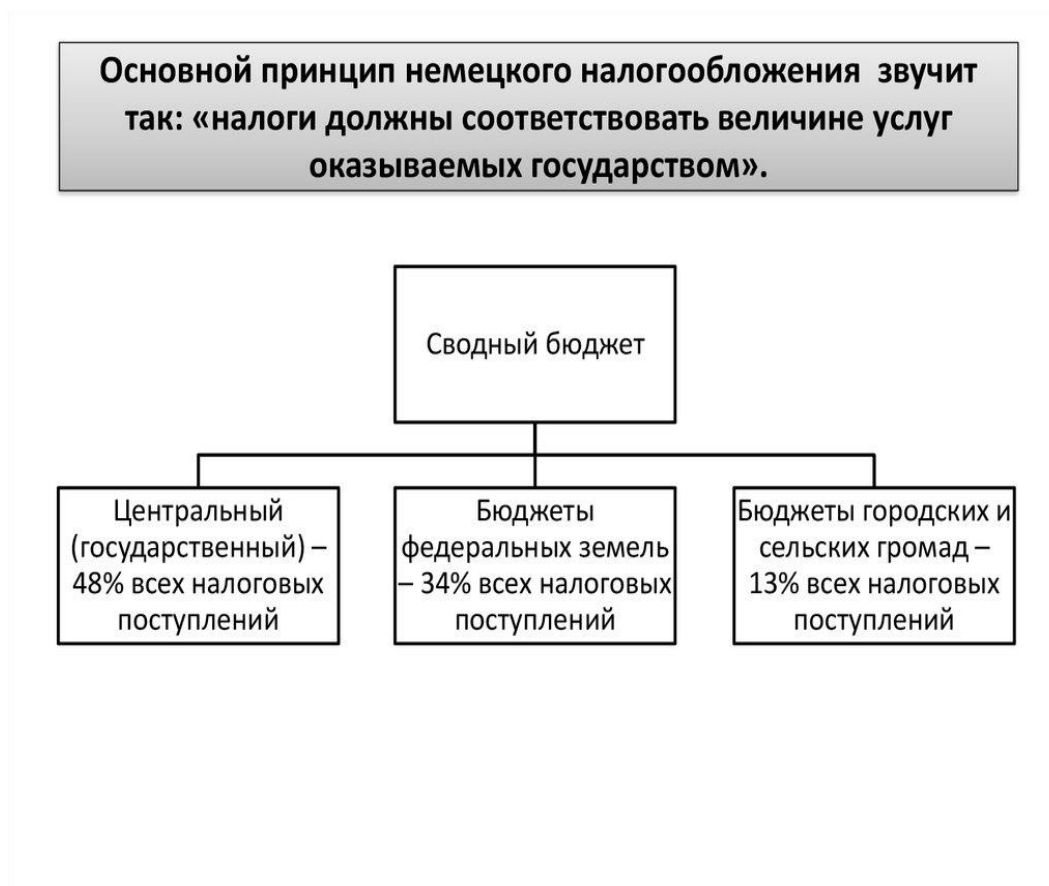 Основной принцип немецкого налогообложения звучит
так: «налоги должны соответствовать величине услуг
оказываемых государством».
Сводный бюджет
Центральный
(государственный) –
48% всех налоговых
поступлений
Бюджеты
федеральных земель
– 34% всех налоговых
поступлений
Бюджеты городских и
сельских громад –
13% всех налоговых
поступлений